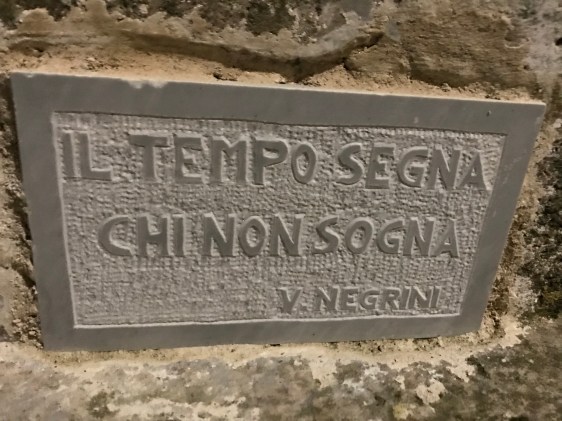 IL TEMPO SEGNA
CHI NON SOGNA
V. NEGRINI